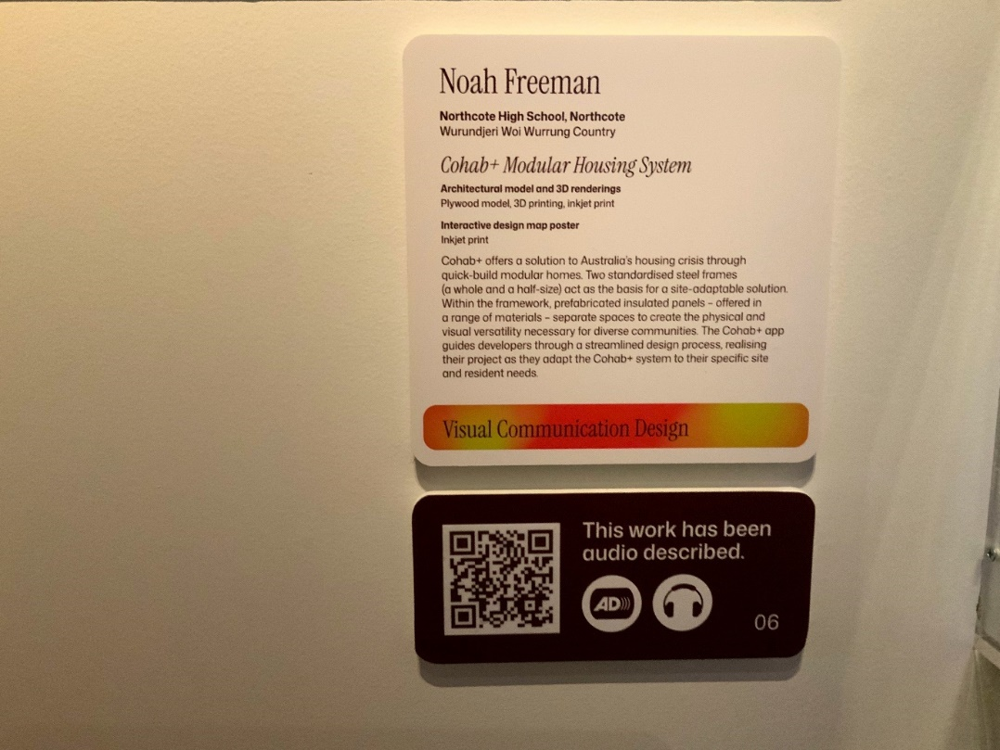 Noah Freeman
Northcote High School, Northcote
Wurundjeri Woi Wurrung Country
Cohab+ Modular Housing System
Architectural model and 3D renderings
Plywood model, 3D printing, inkjet print
Interactive design map poster
Inkjet print
Cohab+ offers a solution to Australia's housing crisis through
quick-build modular homes. Two standardised steel frames
(a whole and a half-size) act as the basis for a site-adaptable solution.
Within the framework, prefabricated insulated panels – offered in
a range of materials – separate spaces to create the physical and
visual versatility necessary for diverse communities. The Cohab+ app
guides developers through a streamlined design process, realising
their project as they adapt the Cohab+ system to their specific site
and resident needs.
Visual Communication Design
This work has been
audio described.
AD
06